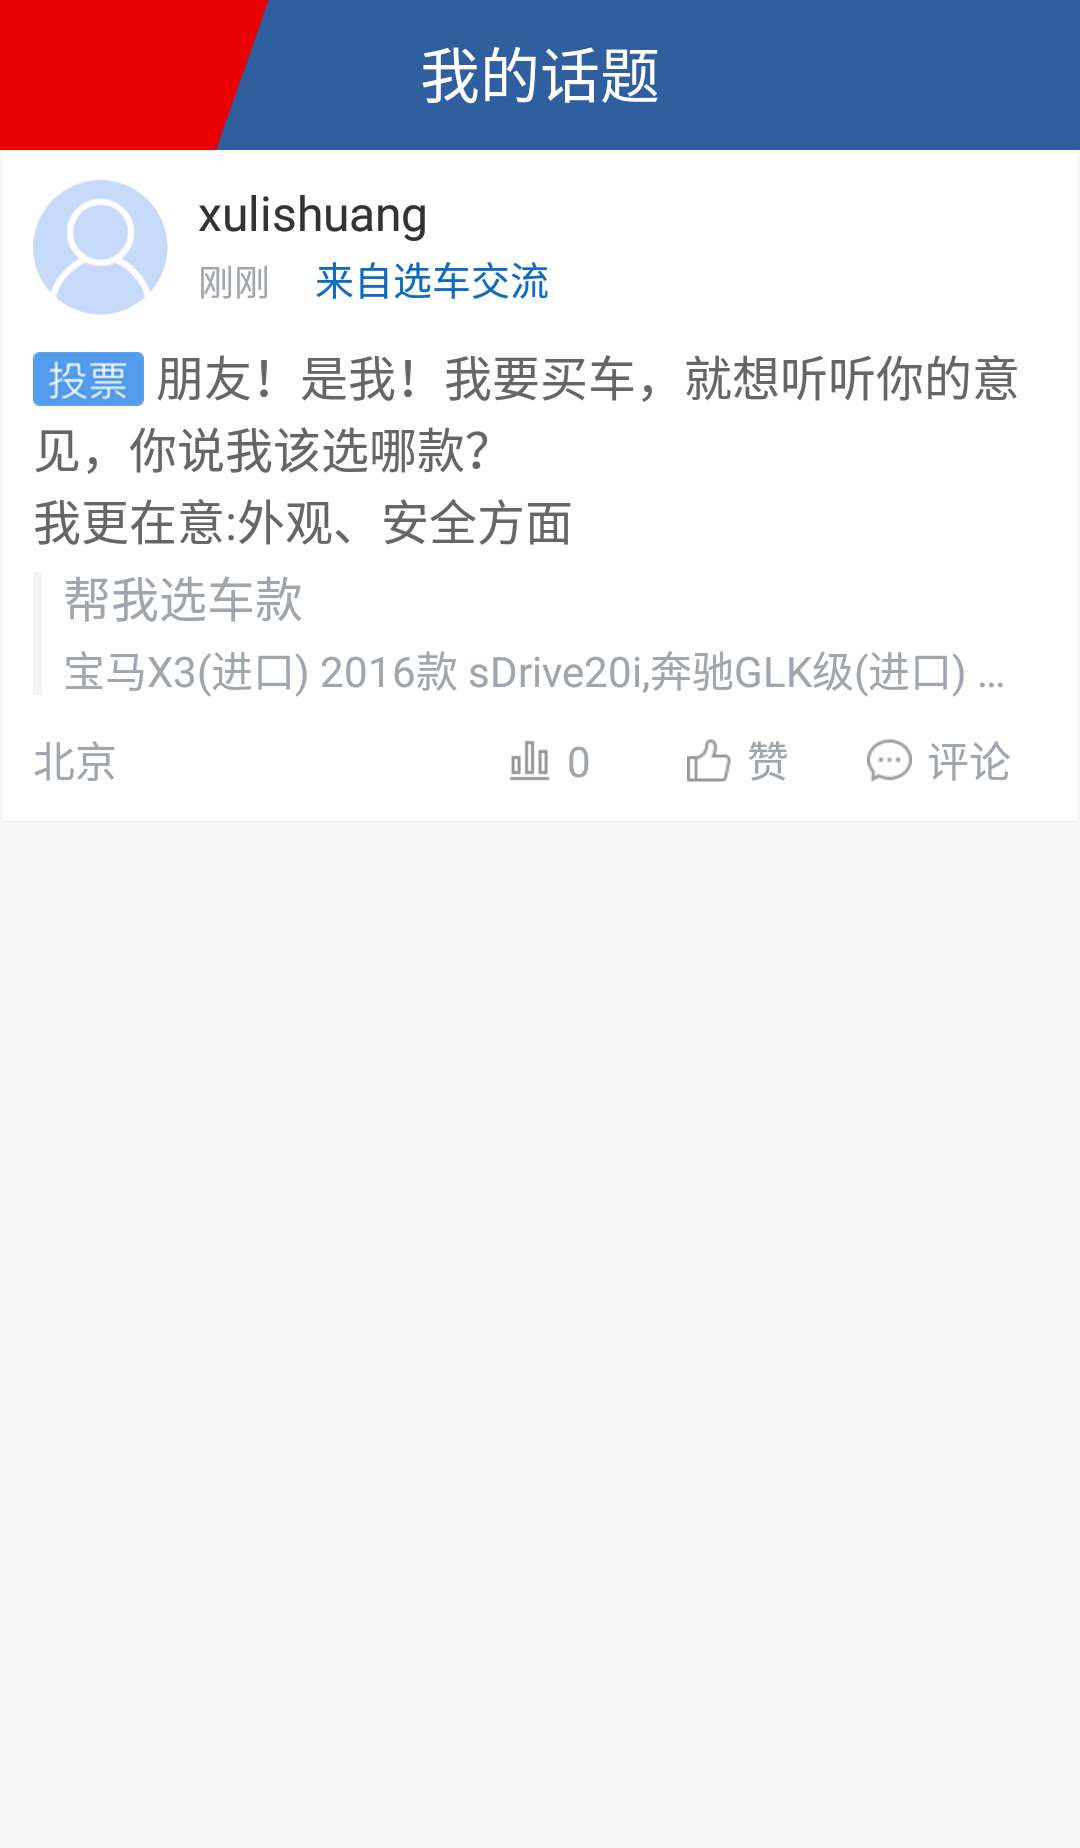 我的话题
xulishuang
刚刚 来自选车交流
投票 朋友！是我！我要买车，就想听听你的意
见，你说我该选哪款？
我更在意:外观、安全方面
帮我选车款
宝马X3(进口) 2016款 sDrive20i,奔驰GLK级(进口) ...
北京 0 赞 评论